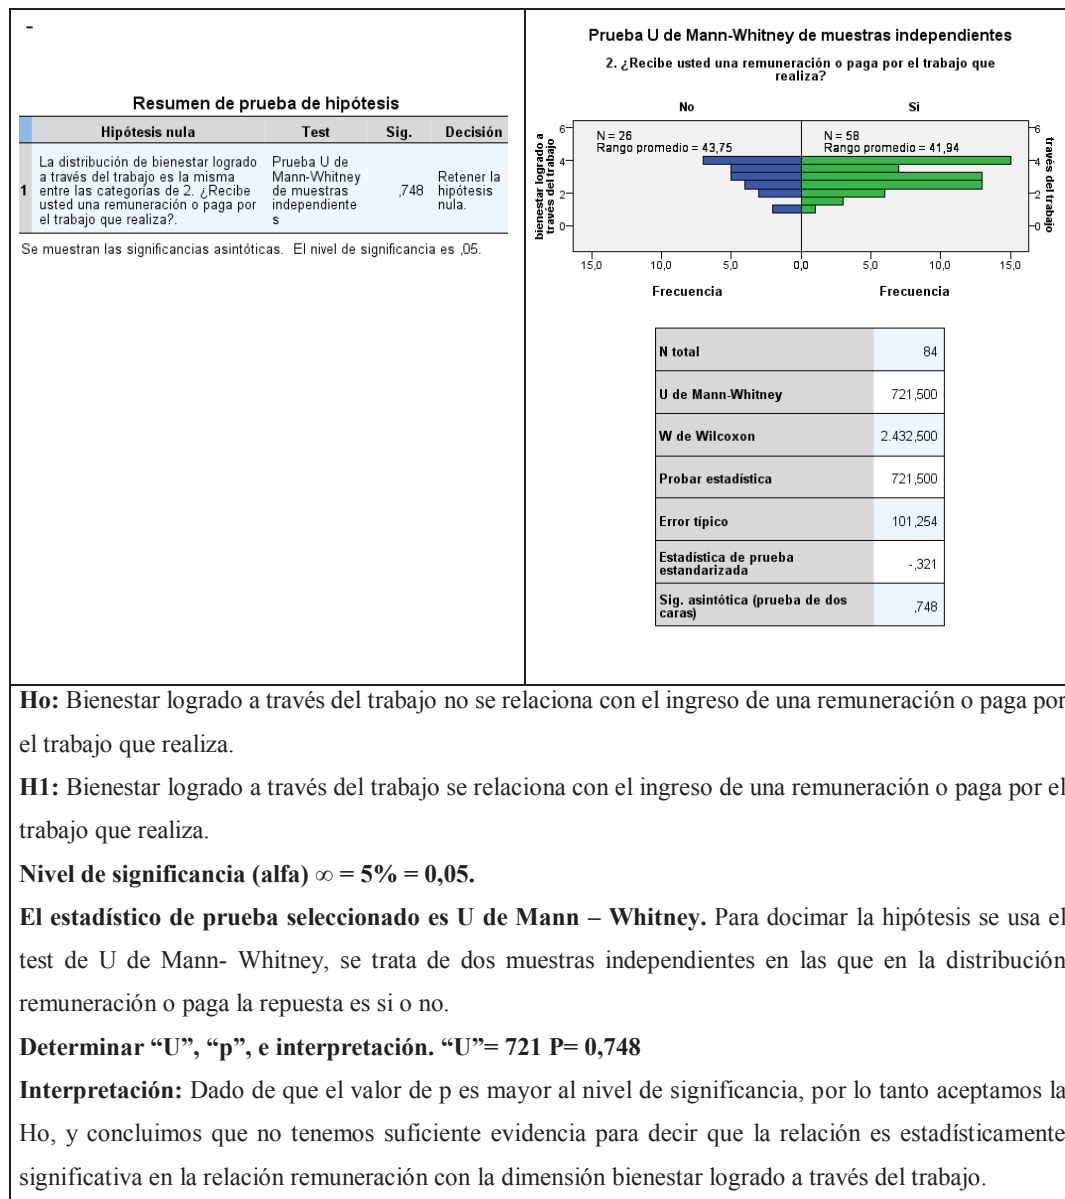 -
Resumen de prueba de hipótesis
Hipótesis nula Test Sig. Decisión
1 La distribución de bienestar logrado a través del trabajo es la misma entre las categorías de 2. ¿Recibe usted una remuneración o paga por el trabajo que realiza?. Prueba U de Mann-Whitney de muestras independientes ,748 Retener la hipótesis nula.
Se muestran las significancias asintóticas. El nivel de significancia es ,05.
Prueba U de Mann-Whitney de muestras independientes
2. ¿Recibe usted una remuneración o paga por el trabajo que
realiza?
No Si
N = 26
Rango promedio = 43,75
N = 58
Rango promedio = 41,94
bienestar logrado a
través del trabajo
6
4
2
0
6
4
2
0
través del trabajo
15,0 10,0 5,0 0,0 5,0 10,0 15,0
Frecuencia Frecuencia
N total 84
U de Mann-Whitney 721,500
W de Wilcoxon 2.432,500
Probar estadística 721,500
Error típico 101,254
Estadística de prueba
estandarizada -,321
Sig. asintótica (prueba de dos
caras) ,748
Ho: Bienestar logrado a través del trabajo no se relaciona con el ingreso de una remuneración o paga por
el trabajo que realiza.
H1: Bienestar logrado a través del trabajo se relaciona con el ingreso de una remuneración o paga por el
trabajo que realiza.
Nivel de significancia (alfa) ∞ = 5% = 0,05.
El estadístico de prueba seleccionado es U de Mann – Whitney. Para docimar la hipótesis se usa el
test de U de Mann- Whitney, se trata de dos muestras independientes en las que en la distribución
remuneración o paga la repuesta es si o no.
Determinar “U”, “p”, e interpretación. “U”= 721 P= 0,748
Interpretación: Dado de que el valor de p es mayor al nivel de significancia, por lo tanto aceptamos la
Ho, y concluimos que no tenemos suficiente evidencia para decir que la relación es estadísticamente
significativa en la relación remuneración con la dimensión bienestar logrado a través del trabajo.